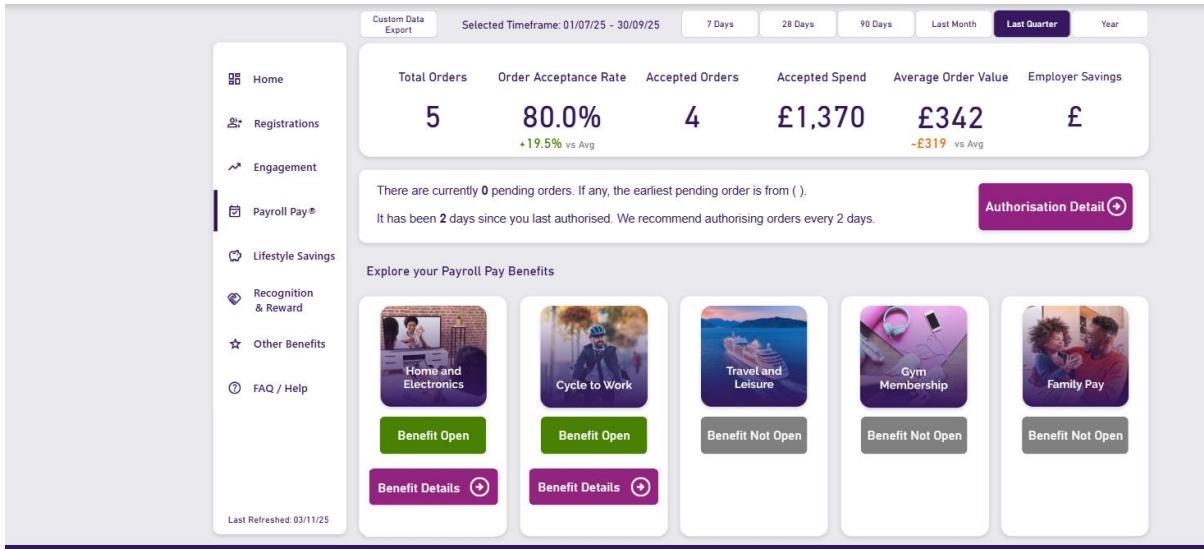 Custom Data
Export
Selected Timeframe: 01/07/25 - 30/09/25
7 Days
28 Days
90 Days
Last Month
Last Quarter
Year
Home
Registrations
Engagement
Payroll Pay®
Lifestyle Savings
Recognition
& Reward
Other Benefits
FAQ / Help
Last Refreshed: 03/11/25
Total Orders
5
Order Acceptance Rate
80.0%
+19.5% vs Avg
Accepted Orders
4
Accepted Spend
£1,370
Average Order Value
£342
-£319 vs Avg
Employer Savings
£
There are currently 0 pending orders. If any, the earliest pending order is from ( ).
It has been 2 days since you last authorised. We recommend authorising orders every 2 days.
Authorisation Detail
Explore your Payroll Pay Benefits
Home and
Electronics
Benefit Open
Benefit Details
Cycle to Work
Benefit Open
Benefit Details
Travel and
Leisure
Benefit Not Open
Gym
Membership
Benefit Not Open
Family Pay
Benefit Not Open